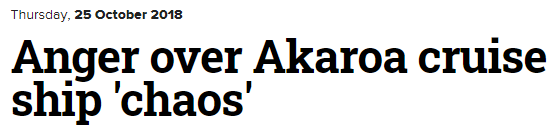 Thursday, 25 October 2018
Anger over Akaroa cruise
ship 'chaos'